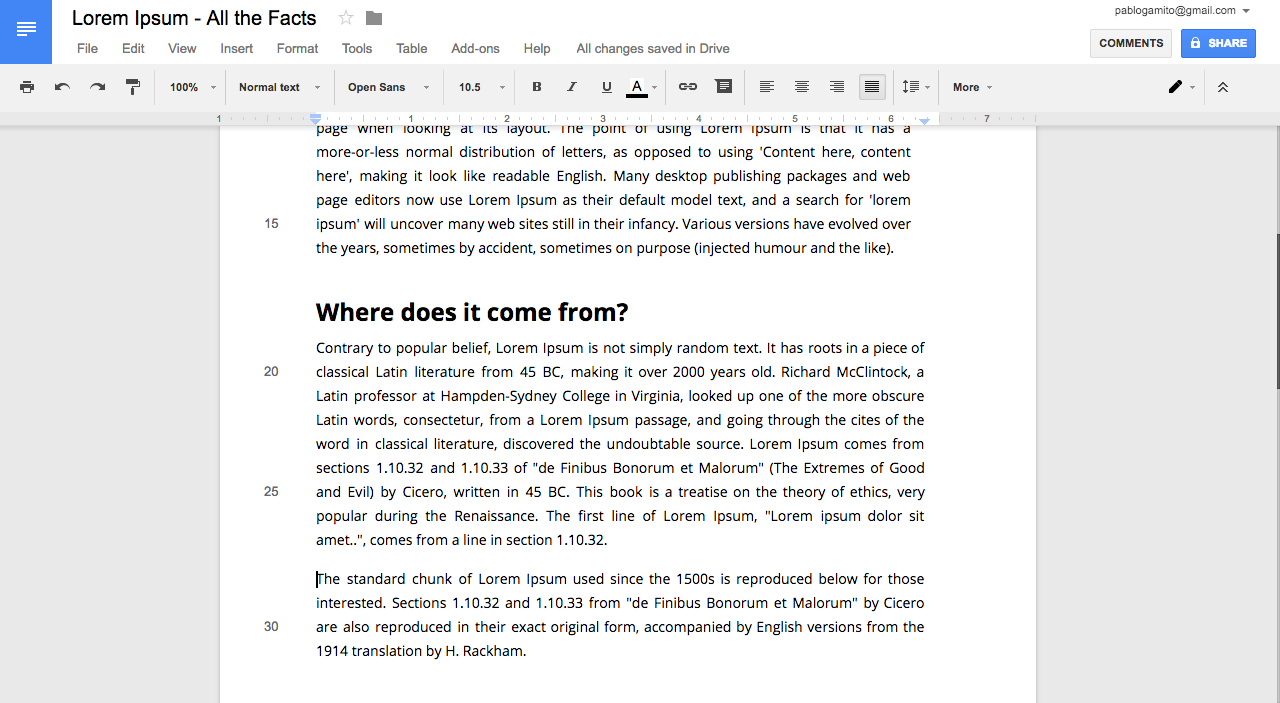 Lorem Ipsum - All the Facts
pablogamito@gmail.com
File Edit View Insert Format Tools Table Add-ons Help All changes saved in Drive
COMMENTS
SHARE
100% Normal text Open Sans 10.5 B I U A More
1 1 2 3 4 5 6 7
page when looking at its layout. The point of using Lorem Ipsum is that it has a
more-or-less normal distribution of letters, as opposed to using 'Content here, content
here', making it look like readable English. Many desktop publishing packages and web
page editors now use Lorem Ipsum as their default model text, and a search for 'lorem
15 ipsum' will uncover many web sites still in their infancy. Various versions have evolved over
the years, sometimes by accident, sometimes on purpose (injected humour and the like).
Where does it come from?
Contrary to popular belief, Lorem Ipsum is not simply random text. It has roots in a piece of
20 classical Latin literature from 45 BC, making it over 2000 years old. Richard McClintock, a
Latin professor at Hampden-Sydney College in Virginia, looked up one of the more obscure
Latin words, consectetur, from a Lorem Ipsum passage, and going through the cites of the
word in classical literature, discovered the undoubtable source. Lorem Ipsum comes from
sections 1.10.32 and 1.10.33 of "de Finibus Bonorum et Malorum" (The Extremes of Good
25 and Evil) by Cicero, written in 45 BC. This book is a treatise on the theory of ethics, very
popular during the Renaissance. The first line of Lorem Ipsum, "Lorem ipsum dolor sit
amet..", comes from a line in section 1.10.32.
The standard chunk of Lorem Ipsum used since the 1500s is reproduced below for those
interested. Sections 1.10.32 and 1.10.33 from "de Finibus Bonorum et Malorum" by Cicero
30 are also reproduced in their exact original form, accompanied by English versions from the
1914 translation by H. Rackham.